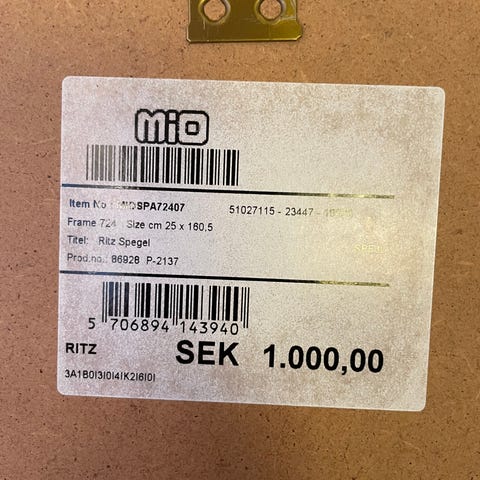 MiO
Item No.: MIOSPA72407 51027115 - 23447 -
Frame 724 Size cm 25 x 160,5
Titel: Ritz Spegel
Prod.no.: 86928 P-2137
5 706894 143940
RITZ SEK 1.000,00
3A1B0I3I0I4IK2I6I0I